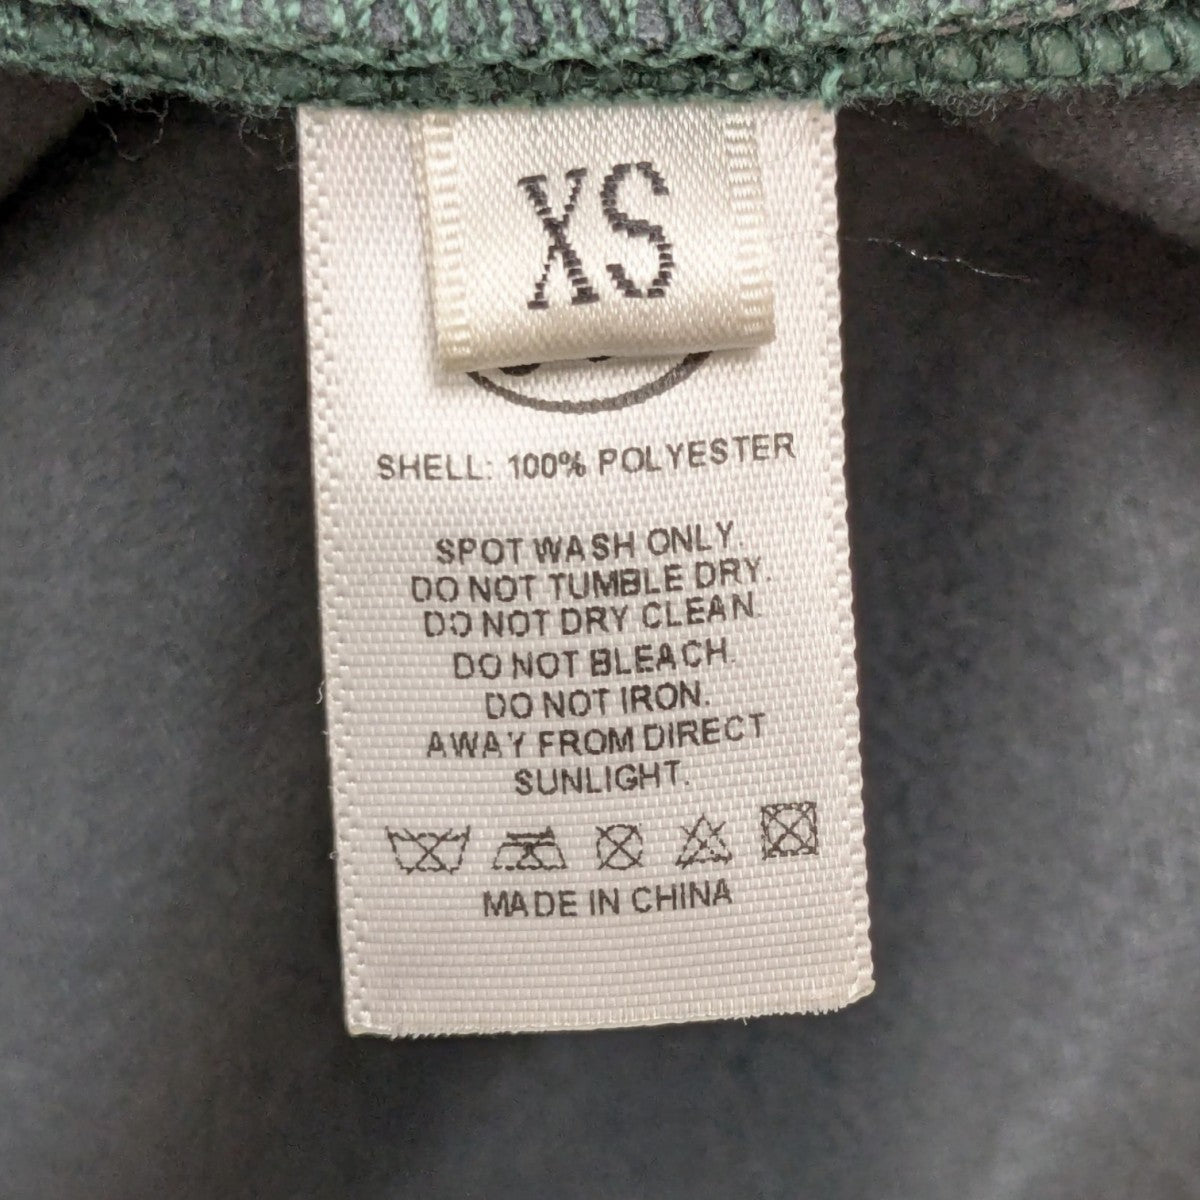 XS
SHELL: 100% POLYESTER
SPOT WASH ONLY.
DO NOT TUMBLE DRY.
DO NOT DRY CLEAN.
DO NOT BLEACH.
DO NOT IRON.
AWAY FROM DIRECT
SUNLIGHT.
MADE IN CHINA